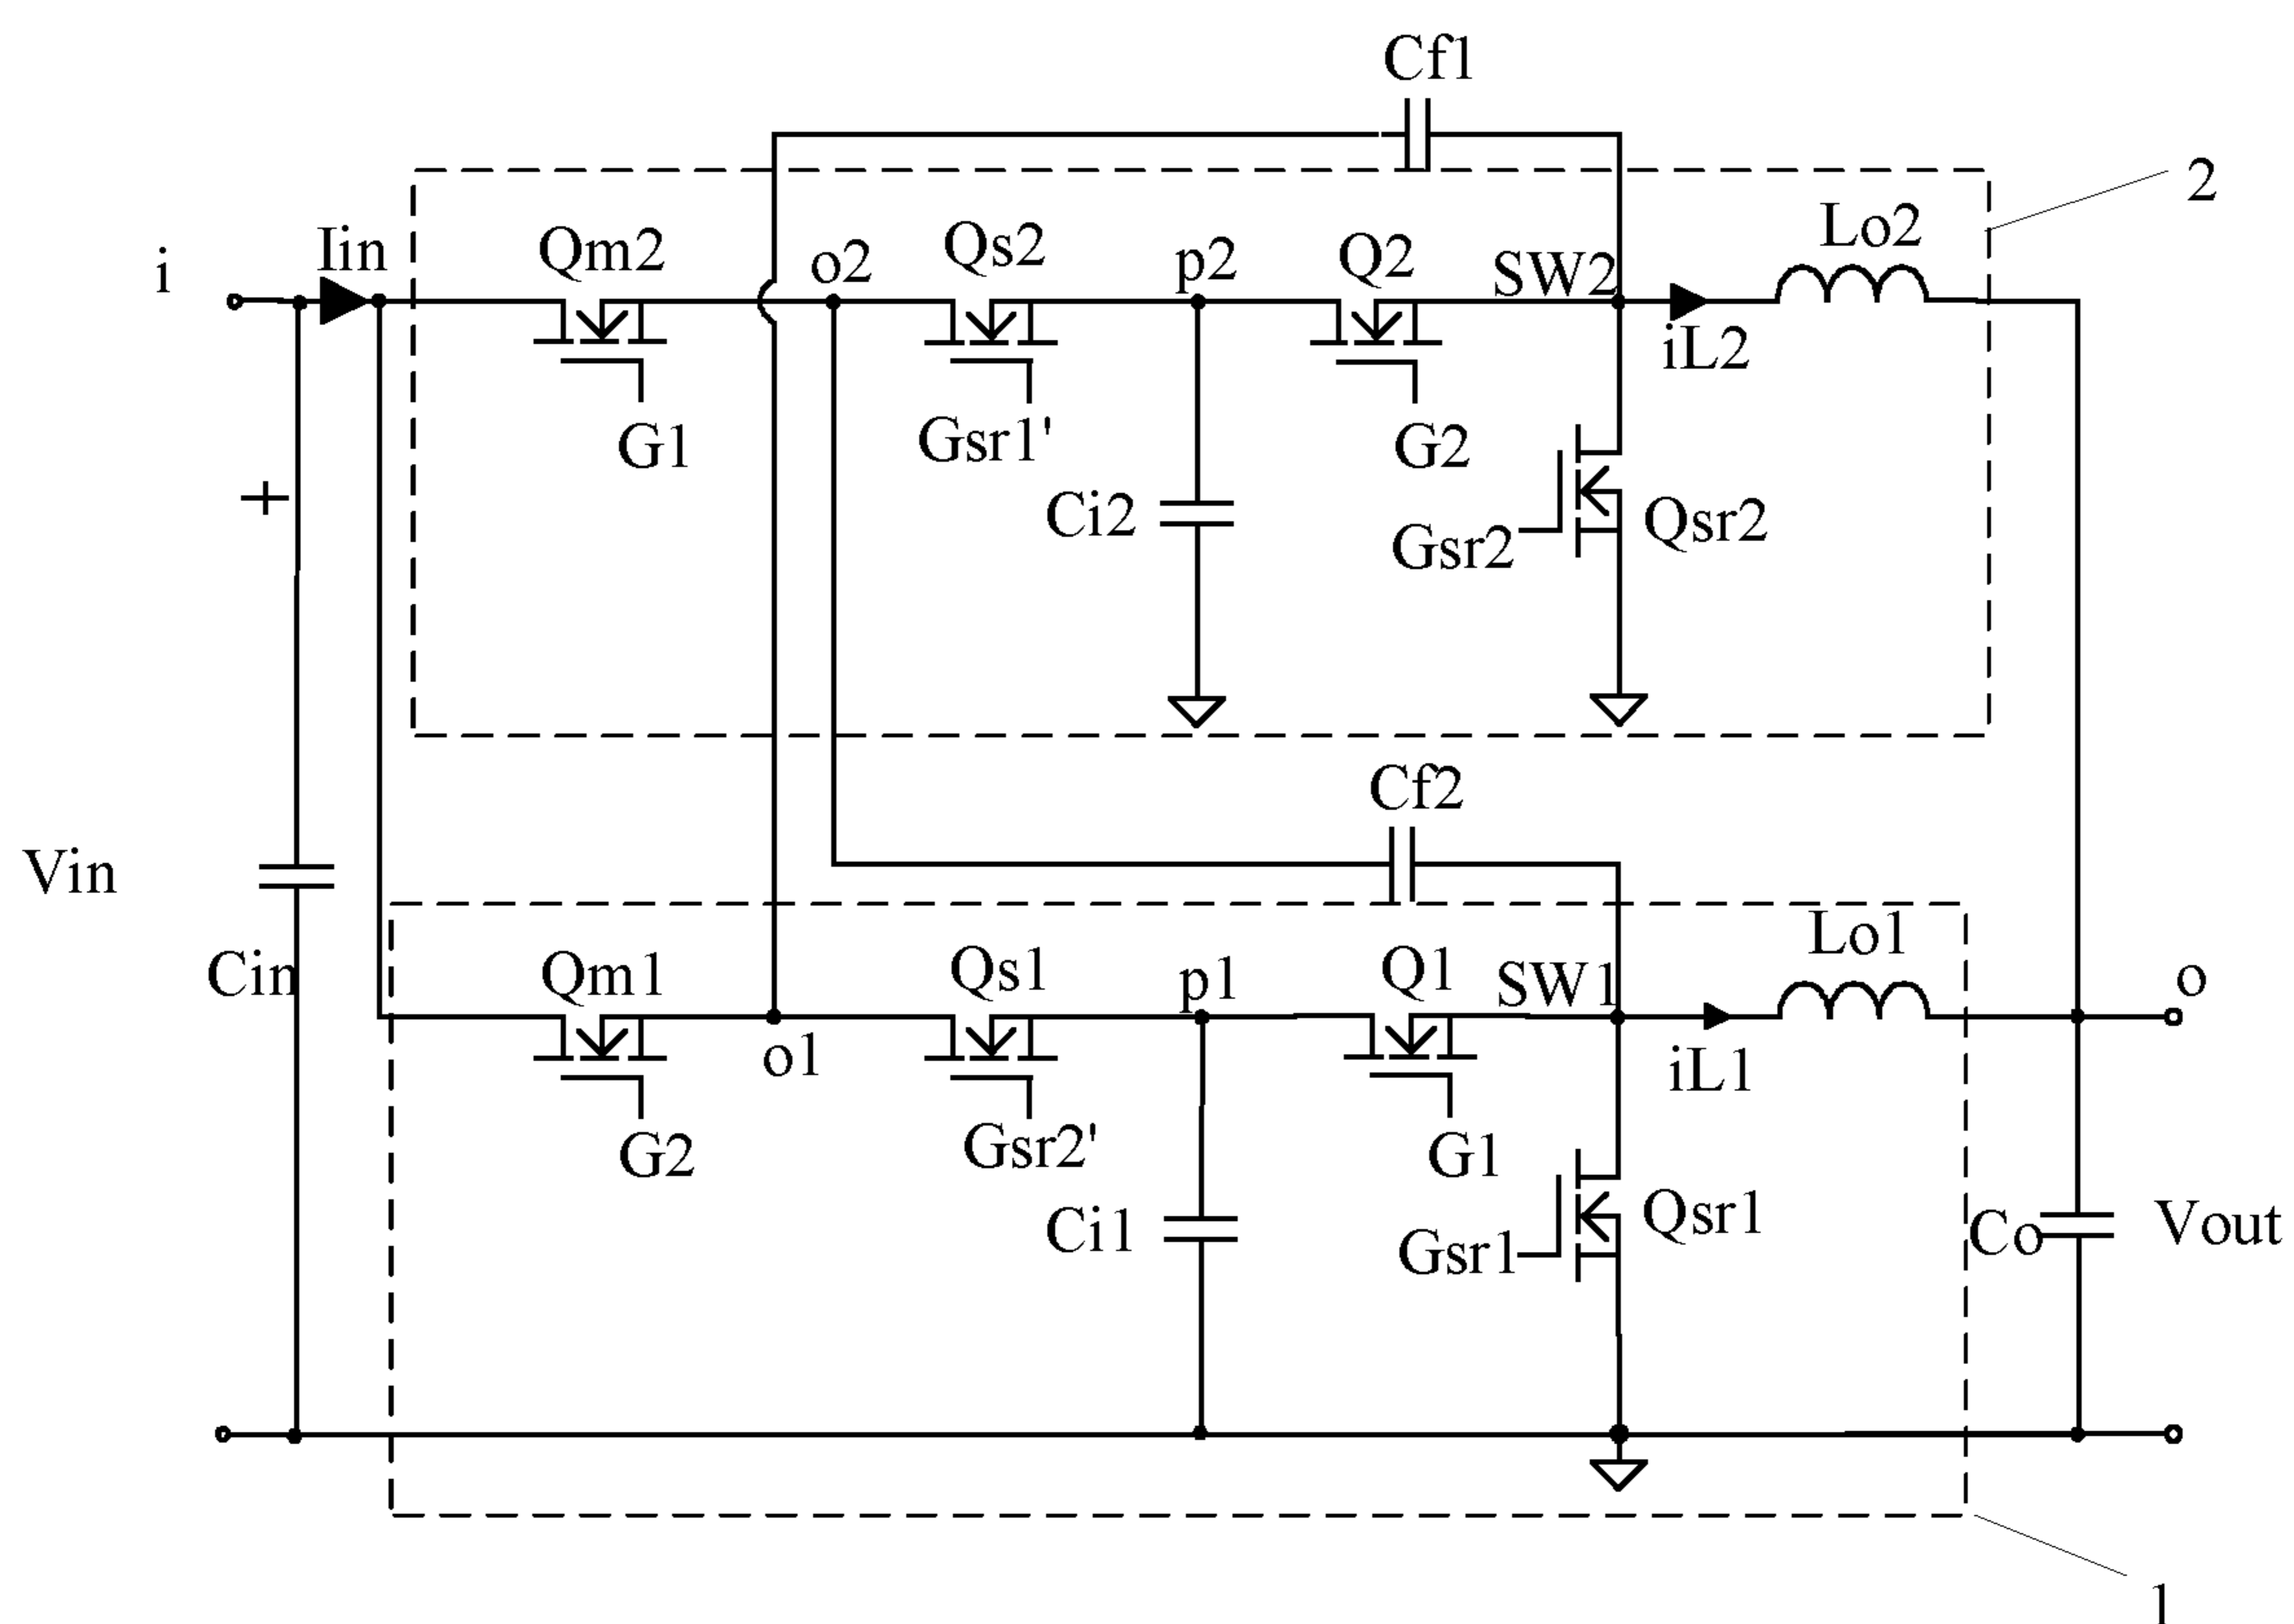 Cf1
2
Lo2
i
Iin
Qm2
o2
Qs2
p2
Q2
SW2
iL2
G1
Gsr1'
G2
+
Ci2
Gsr2
Qsr2
Cf2
Vin
Lo1
Cin
Qm1
Qs1
p1
Q1
SW1
o
o1
iL1
G2
Gsr2'
G1
Ci1
Gsr1
Qsr1
Co
Vout
1